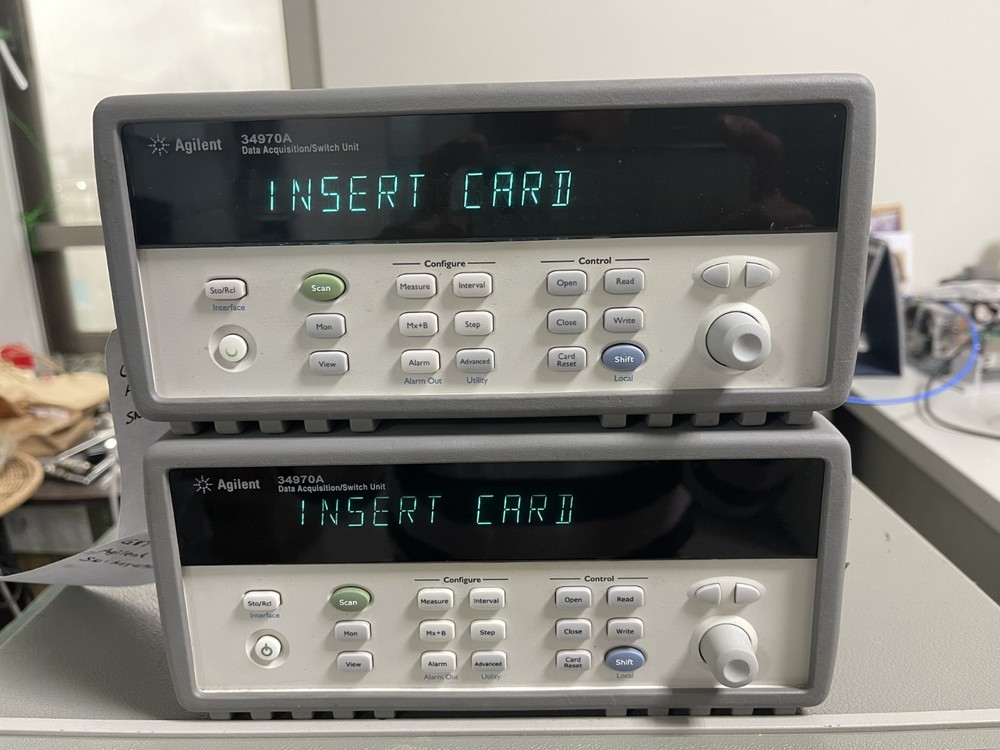 Agilent 34970A
Data Acquisition/Switch Unit
INSERT CARD
Configure
Control
Sto/Rcl
Scan
Measure
Interval
Open
Read
Interface
Mon
Mx+B
Step
Close
Write
View
Alarm
Advanced
Card
Reset
Shift
Alarm Out
Utility
Local
Agilent 34970A
Data Acquisition/Switch Unit
INSERT CARD
Configure
Control
Sto/Rcl
Scan
Measure
Interval
Open
Read
Interface
Mon
Mx+B
Step
Close
Write
View
Alarm
Advanced
Card
Reset
Shift
Alarm Out
Utility
Local
Agilent